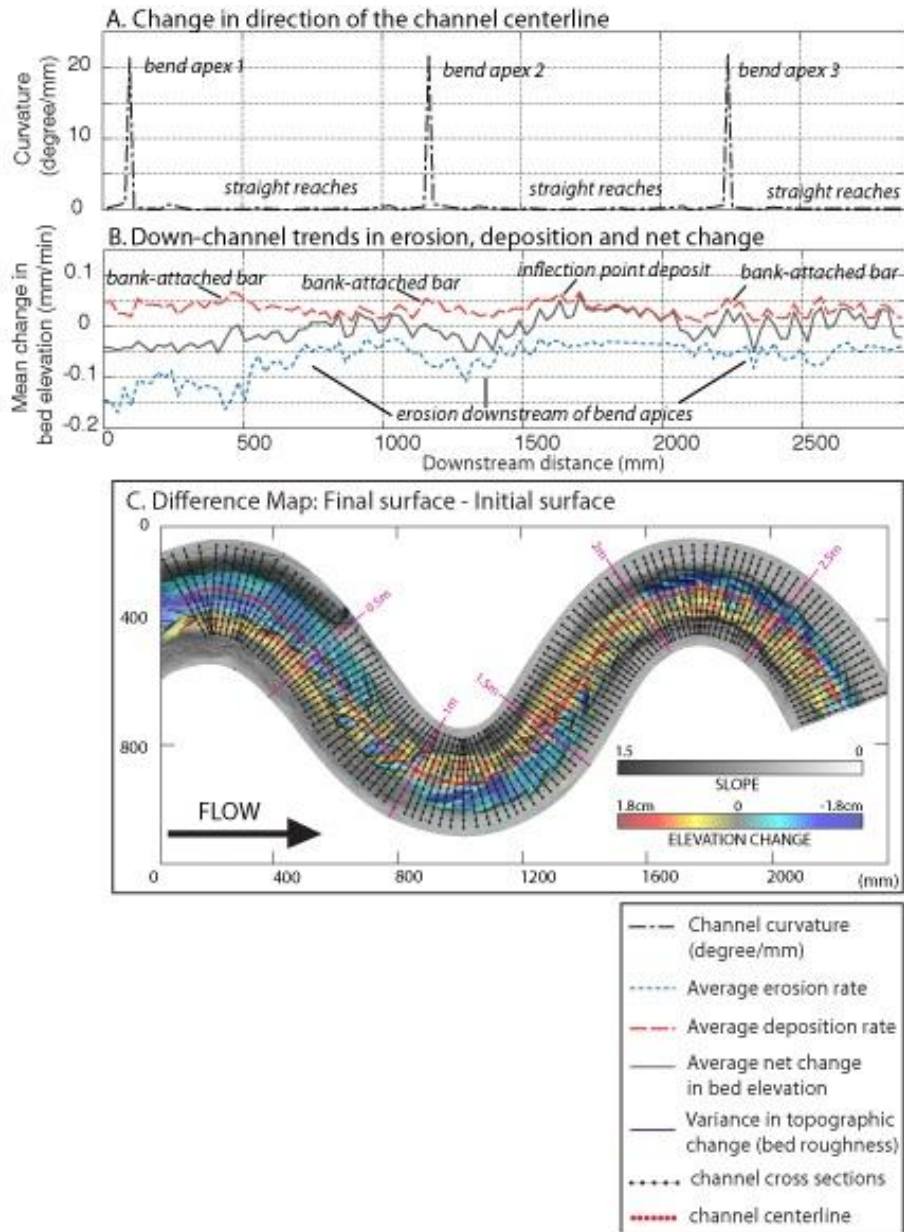 A. Change in direction of the channel centerline
Curvature
(degree/mm)
20
10
0
bend apex 1
bend apex 2
bend apex 3
straight reaches
straight reaches
straight reaches
B. Down-channel trends in erosion, deposition and net change
Mean change in
bed elevation (mm/min)
0.1
0
-0.1
-0.2
bank-attached bar
bank-attached bar
inflection point deposit
bank-attached bar
erosion downstream of bend apices
0
500
1000
1500
2000
2500
Downstream distance (mm)
C. Difference Map: Final surface - Initial surface
0
400
800
0.5m
1m
1.5m
2m
2.5m
FLOW
1.5
0
SLOPE
1.8cm
0
-1.8cm
ELEVATION CHANGE
0
400
800
1200
1600
2000
(mm)
Channel curvature
(degree/mm)
Average erosion rate
Average deposition rate
Average net change
in bed elevation
Variance in topographic
change (bed roughness)
channel cross sections
channel centerline